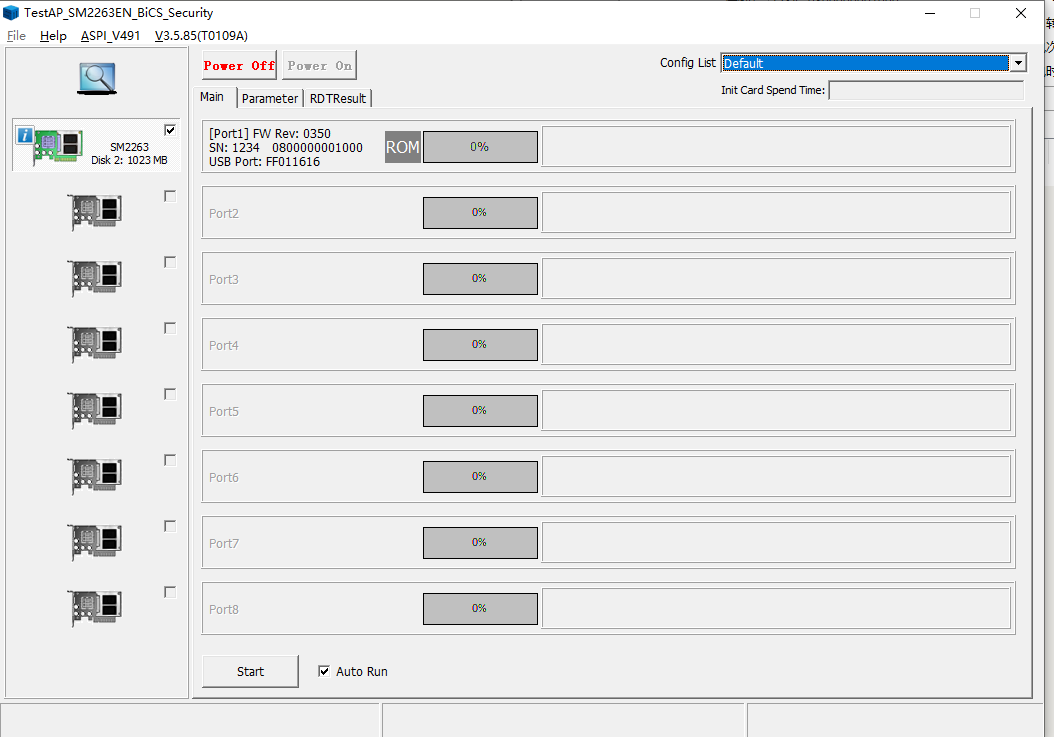 TestAP_SM2263EN_BiCS_Security
File Help ASPI_V491 V3.5.85(T0109A)
Power Off Power On
Config List Default
Init Card Spend Time:
Main Parameter RDTResult
SM2263
Disk 2: 1023 MB
[Port1] FW Rev: 0350
SN: 1234 0800000001000
USB Port: FF011616
ROM 0%
Port2 0%
Port3 0%
Port4 0%
Port5 0%
Port6 0%
Port7 0%
Port8 0%
Start Auto Run